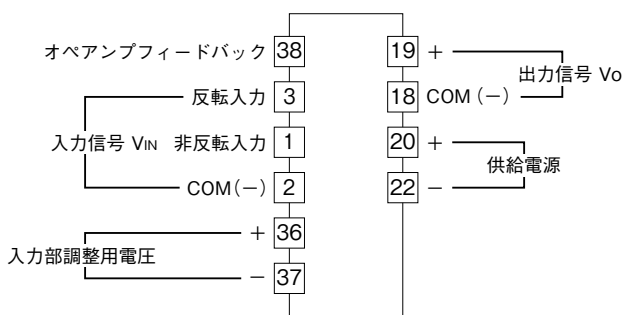 オペアンプフィードバック 38
反転入力 3
入力信号 VIN 非反転入力 1
COM(−) 2
+ 36
入力部調整用電圧
− 37
19 +
出力信号 Vo
18 COM(−)
20 +
供給電源
22 −